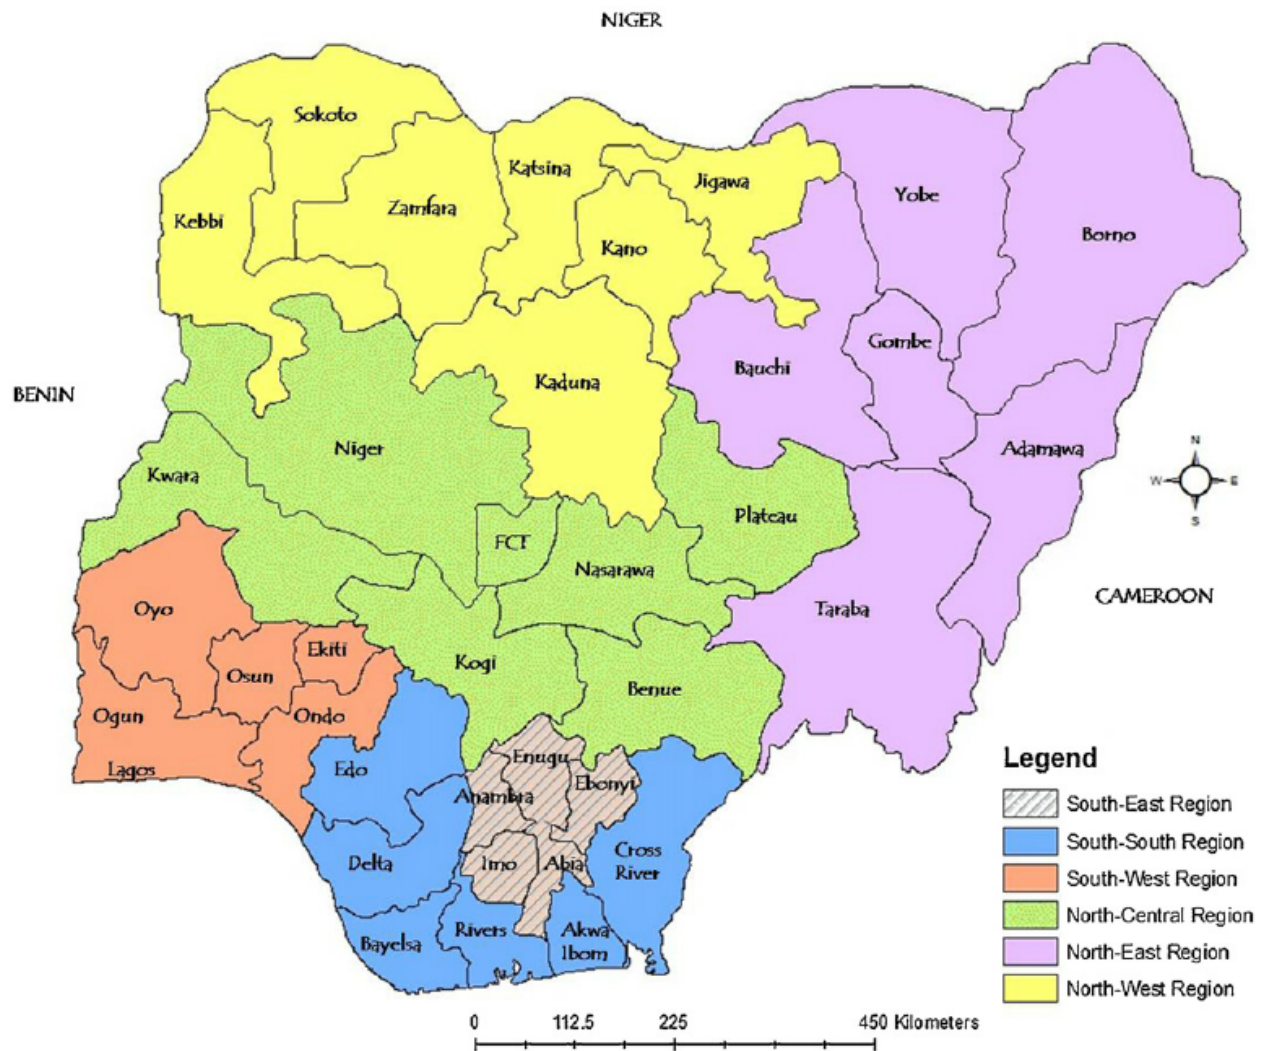 NIGER
Sokoto
Katsina
Jigawa
Yobe
Zamfara
Kebbi
Kano
Borno
Gombe
Bauchi
Kaduna
BENIN
Niger
Adamawa
N
Kwara
W
E
Plateau
S
FCT
Nasarawa
CAMEROON
Oyo
Taraba
Ekiti
Kogi
Osun
Benue
Ogun
Ondo
Enugu
Legend
Lagos
Edo
Ebonyi
Anambra
South-East Region
South-South Region
Cross
River
Delta
Imo
Abia
South-West Region
North-Central Region
Rivers
Akwa
Ibom
Bayelsa
North-East Region
North-West Region
0 112.5 225 450 Kilometers